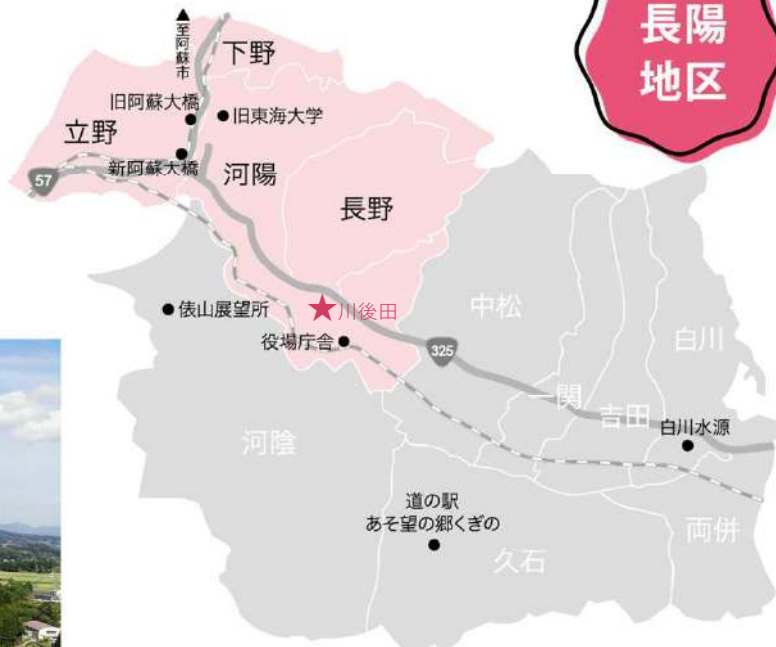 長陽
地区
▲至阿蘇市
下野
旧阿蘇大橋
旧東海大学
立野
新阿蘇大橋
河陽
57
長野
俵山展望所
★川後田
中松
役場庁舎
325
白川
一関
吉田
白川水源
河陰
道の駅
あそ望の郷くぎの
両併
久石